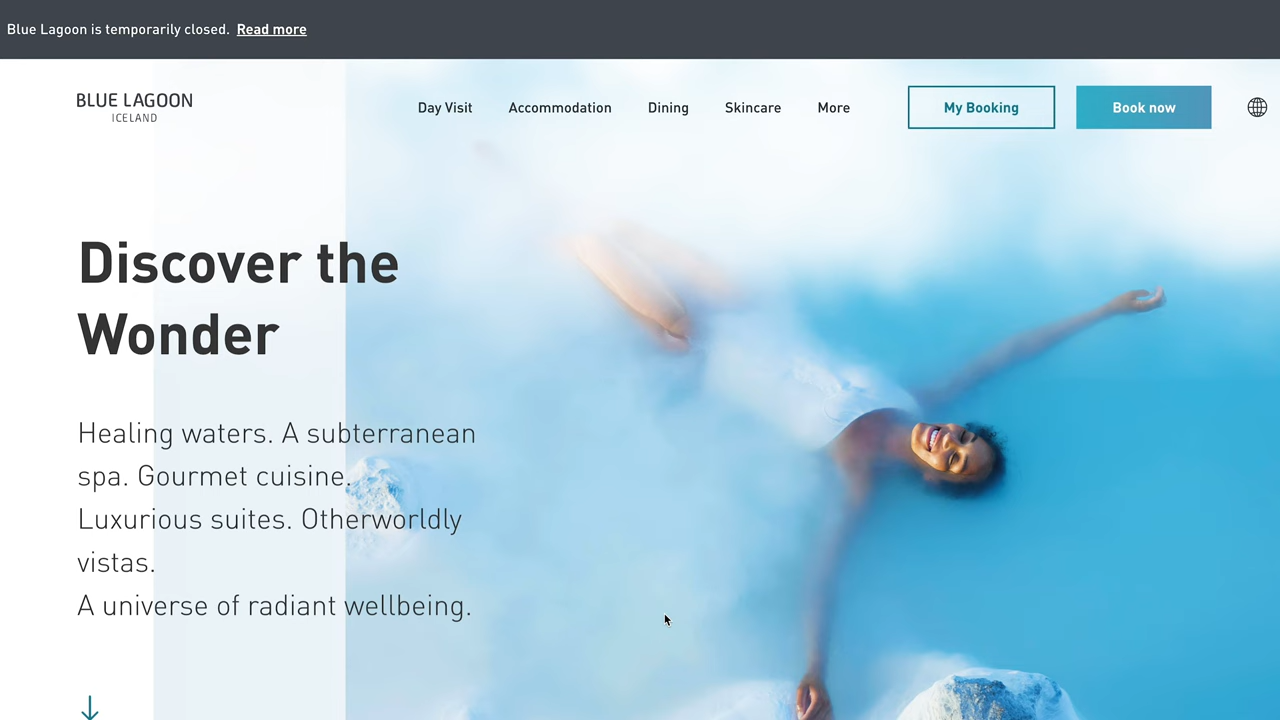 Blue Lagoon is temporarily closed. Read more
BLUE LAGOON
ICELAND
Day Visit Accommodation Dining Skincare More My Booking Book now
Discover the
Wonder
Healing waters. A subterranean
spa. Gourmet cuisine.
Luxurious suites. Otherworldly
vistas.
A universe of radiant wellbeing.